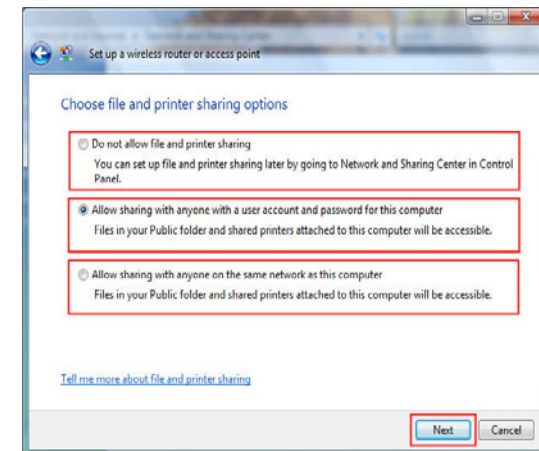 Set up a wireless router or access point
Choose file and printer sharing options
Do not allow file and printer sharing
You can set up file and printer sharing later by going to Network and Sharing Center in Control
Panel.
Allow sharing with anyone with a user account and password for this computer
Files in your Public folder and shared printers attached to this computer will be accessible.
Allow sharing with anyone on the same network as this computer
Files in your Public folder and shared printers attached to this computer will be accessible.
Tell me more about file and printer sharing
Next
Cancel